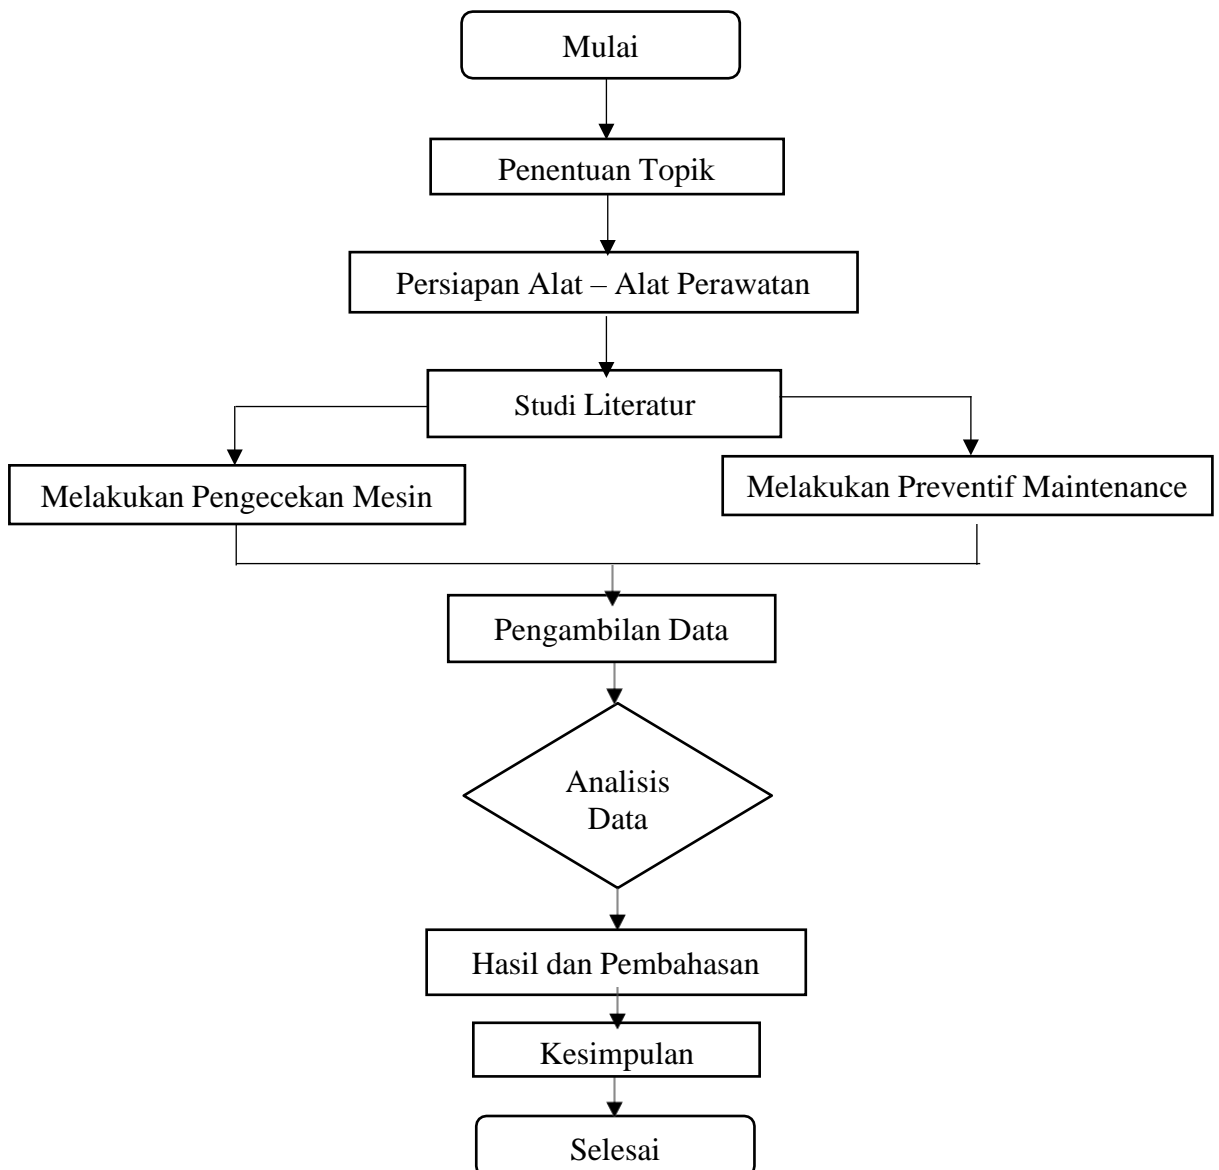 Mulai
Penentuan Topik
Persiapan Alat – Alat Perawatan
Studi Literatur
Melakukan Pengecekan Mesin
Melakukan Preventif Maintenance
Pengambilan Data
Analisis
Data
Hasil dan Pembahasan
Kesimpulan
Selesai